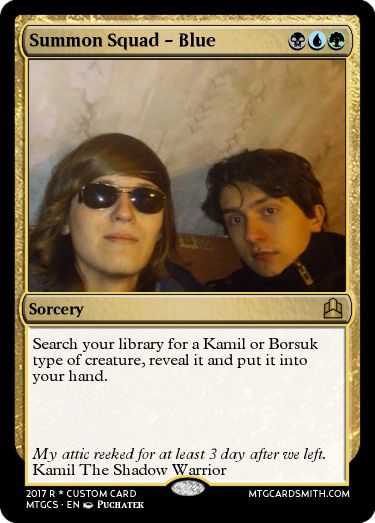 Summon Squad – Blue
Sorcery
Search your library for a Kamil or Borsuk
type of creature, reveal it and put it into
your hand.
My attic reeked for at least 3 day after we left.
Kamil The Shadow Warrior
2017 R * CUSTOM CARD
MTGCARDSMITH.COM
MTGCS · EN PUCHATEK